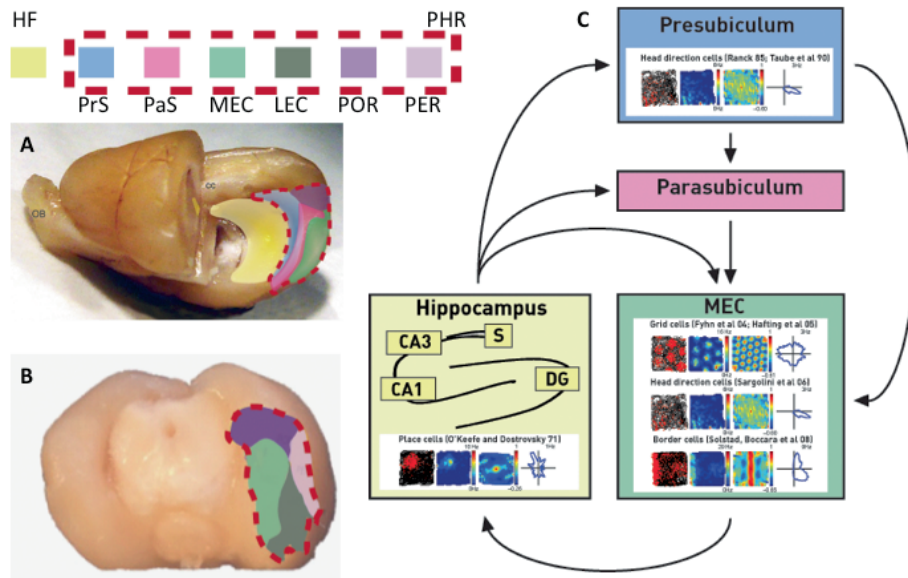 HF
PHR
PrS
PaS
MEC
LEC
POR
PER
A
OB
CC
B
C
Presubiculum
Head direction cells (Ranck 85; Taube et al 90)
Parasubiculum
Hippocampus
CA3
S
CA1
DG
Place cells (O'Keefe and Dostrovsky 71)
MEC
Grid cells (Fyhn et al 04; Hafting et al 05)
Head direction cells (Sargolini et al 06)
Border cells (Solstad, Boccara et al 08)